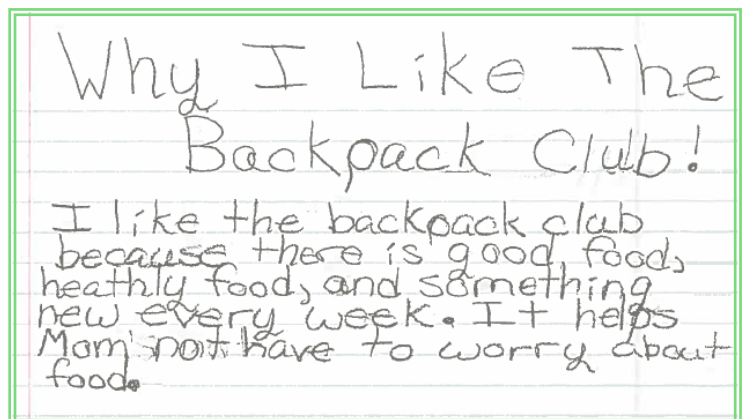 Why I Like The
Backpack Club!
I like the backpack club
because there is good food,
heathly food, and something
new every week. It helps
Mom not have to worry about
food.